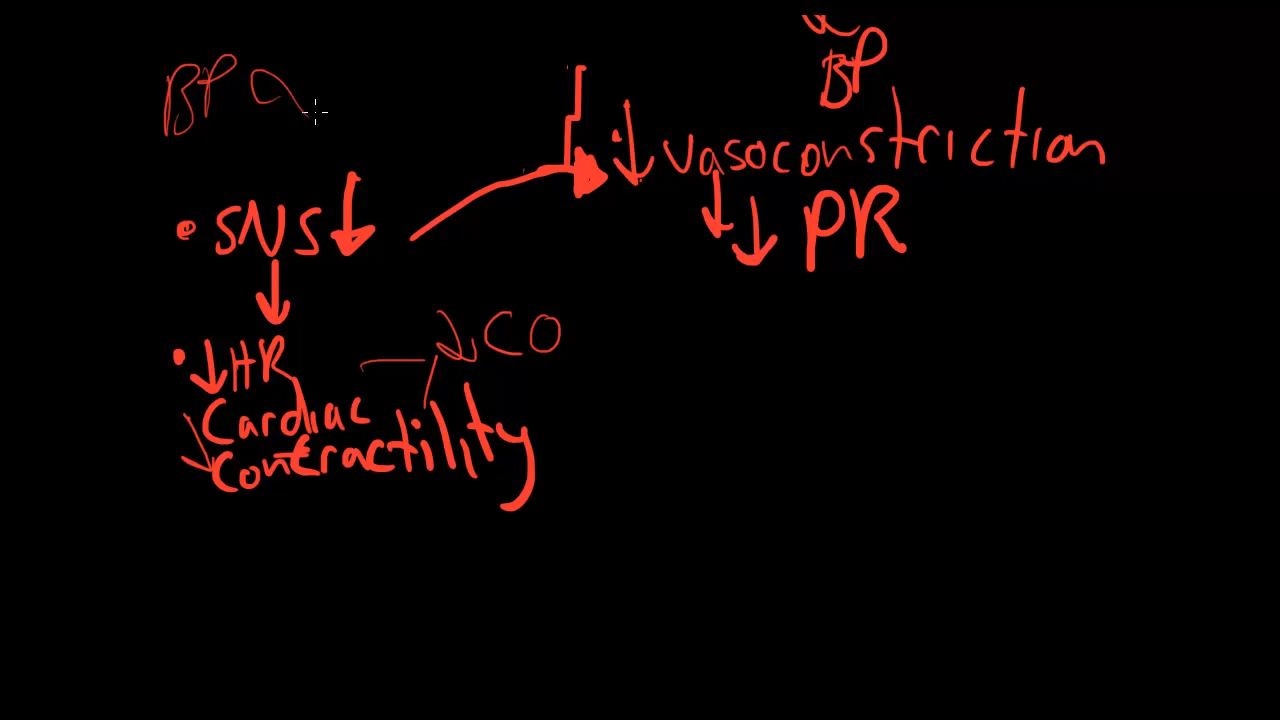 BP α
BP
↓ vasoconstriction
↓ ↓ PR
• SNS ↓
↓
• ↓ HR
↓ CO
Cardiac
↓ Contractility